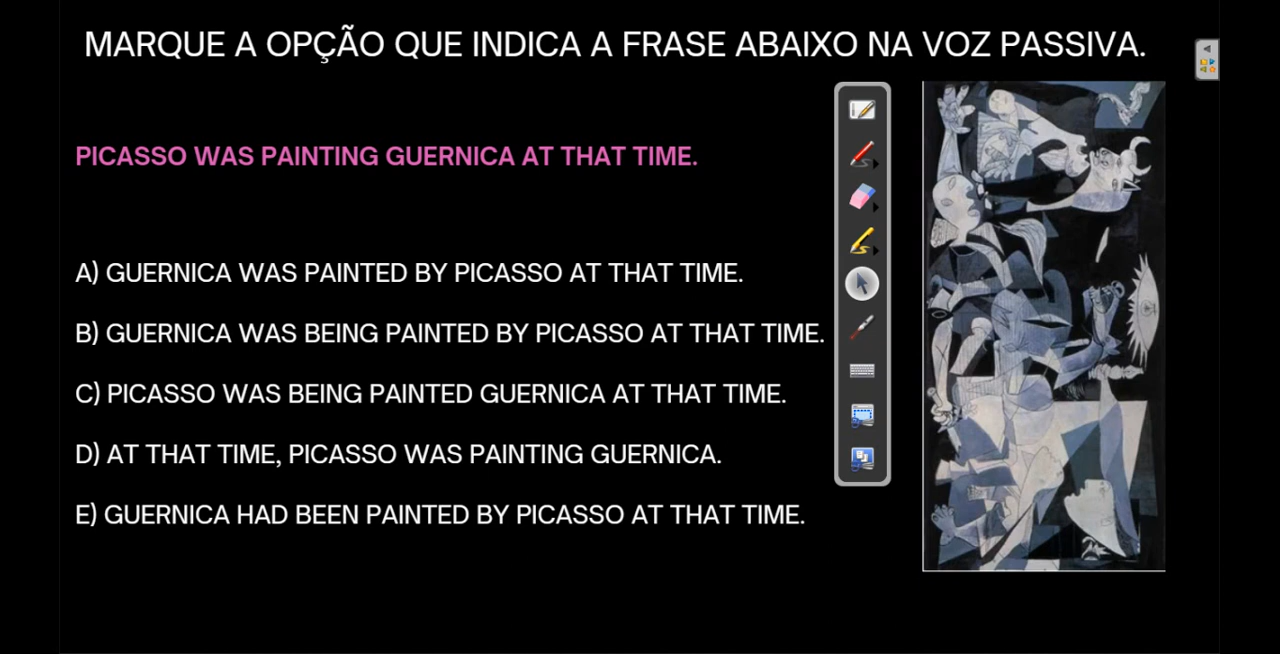 MARQUE A OPÇÃO QUE INDICA A FRASE ABAIXO NA VOZ PASSIVA.
PICASSO WAS PAINTING GUERNICA AT THAT TIME.
A) GUERNICA WAS PAINTED BY PICASSO AT THAT TIME.
B) GUERNICA WAS BEING PAINTED BY PICASSO AT THAT TIME.
C) PICASSO WAS BEING PAINTED GUERNICA AT THAT TIME.
D) AT THAT TIME, PICASSO WAS PAINTING GUERNICA.
E) GUERNICA HAD BEEN PAINTED BY PICASSO AT THAT TIME.